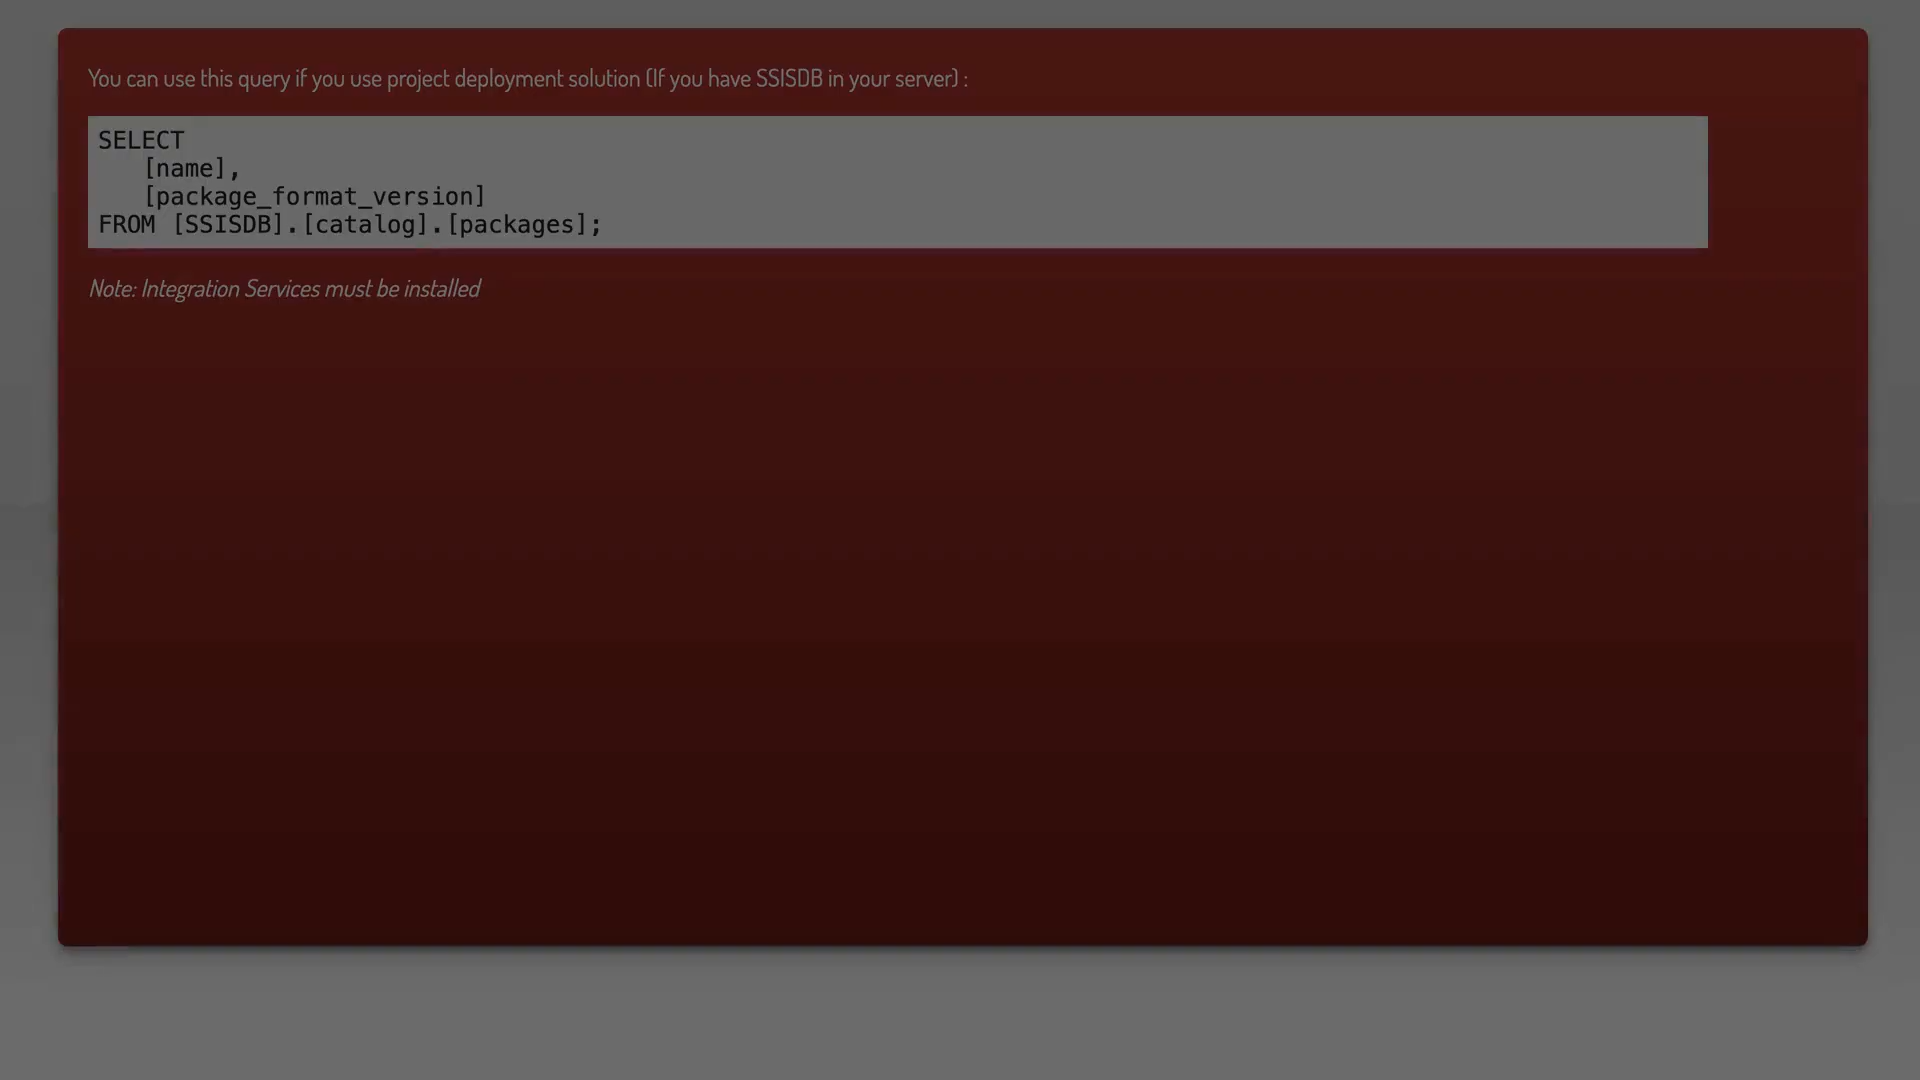 You can use this query if you use project deployment solution (If you have SSISDB in your server) :
SELECT
[name],
[package_format_version]
FROM [SSISDB].[catalog].[packages];
Note: Integration Services must be installed